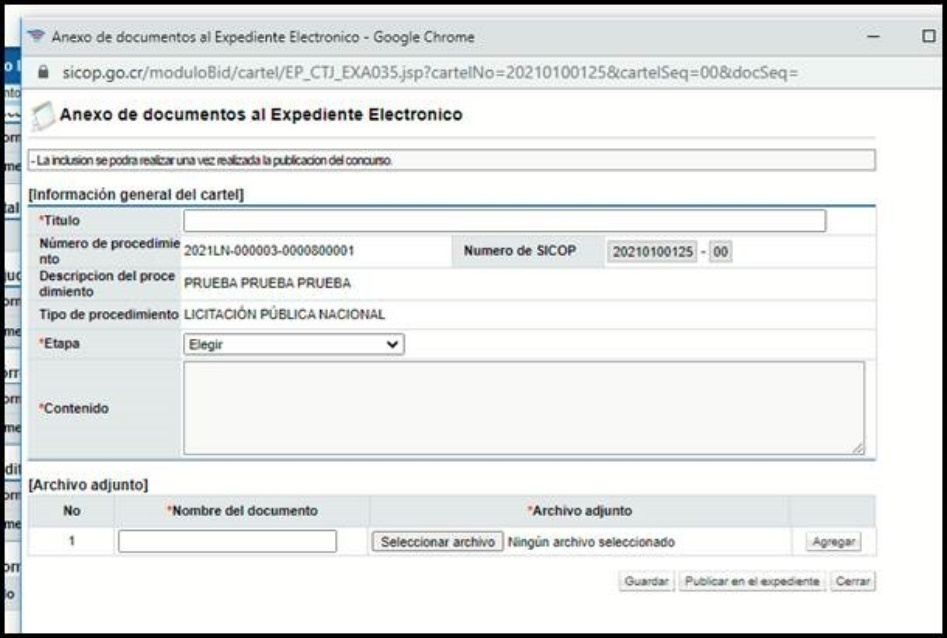 Anexo de documentos al Expediente Electronico - Google Chrome
sicop.go.cr/moduloBid/cartel/EP_CTJ_EXA035.jsp?cartelNo=20210100125&cartelSeq=00&docSeq=
Anexo de documentos al Expediente Electronico
- La inclusion se podra realizar una vez realizada la publicacion del concurso.
[Información general del cartel]
*Titulo
Número de procedimie
nto
2021LN-000003-0000800001 Numero de SICOP 20210100125 - 00
Descripcion del proce
dimiento
PRUEBA PRUEBA PRUEBA
Tipo de procedimiento LICITACIÓN PÚBLICA NACIONAL
*Etapa Elegir
*Contenido
[Archivo adjunto]
No *Nombre del documento *Archivo adjunto
1 Seleccionar archivo Ningún archivo seleccionado Agregar
Guardar Publicar en el expediente Cerrar